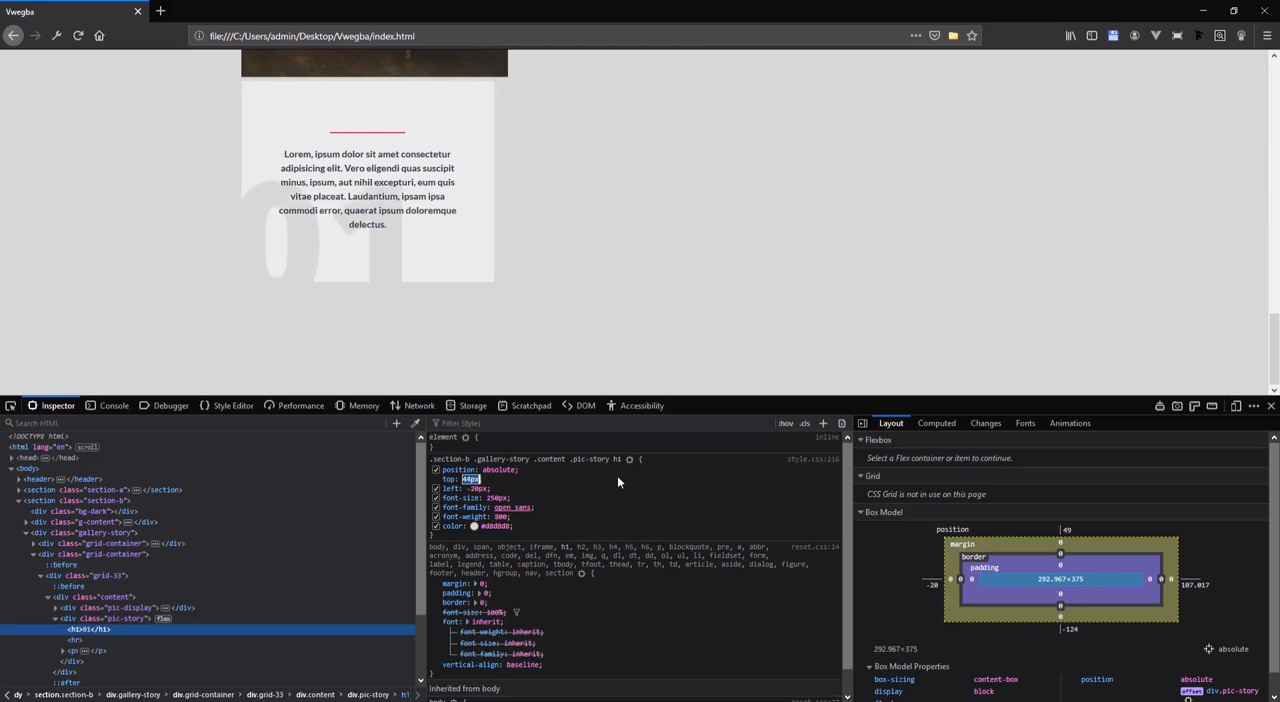 Vwegba
file:///C:/Users/admin/Desktop/Vwegba/index.html
Lorem, ipsum dolor sit amet consectetur
adipisicing elit. Vero eligendi quas suscipit
minus, ipsum, aut nihil excepturi, eum quis
vitae placeat. Laudantium, ipsam ipsa
commodi error, quaerat ipsum doloremque
delectus.
01
Inspector Console Debugger Style Editor Performance Memory Network Storage Scratchpad DOM Accessibility
Search HTML
<!DOCTYPE html>
<html lang="en"> scroll
<head> </head>
<body>
<header> </header>
<section class="section-a"> </section>
<section class="section-b">
<div class="bg-dark"></div>
<div class="g-content"> </div>
<div class="gallery-story">
<div class="grid-container"> </div>
<div class="grid-container">
::before
<div class="grid-33">
::before
<div class="content">
<div class="pic-display"> </div>
<div class="pic-story"> flex
<h1>01</h1>
<hr>
<p> </p>
</div>
</div>
::after
dy section.section-b div.gallery-story div.grid-container div.grid-33 div.content div.pic-story h1
Filter Styles :hov .cls
element { inline
}
.section-b .gallery-story .content .pic-story h1 { style.css:216
position: absolute;
top: 44px
left: -20px;
font-size: 250px;
font-family: open sans;
font-weight: 800;
color: #d8d8d8;
}
body, div, span, object, iframe, h1, h2, h3, h4, h5, h6, p, blockquote, pre, a, abbr, reset.css:14
acronym, address, code, del, dfn, em, img, q, dl, dt, dd, ol, ul, li, fieldset, form,
label, legend, table, caption, tbody, tfoot, thead, tr, th, td, article, aside, dialog, figure,
footer, header, hgroup, nav, section {
margin: 0;
padding: 0;
border: 0;
font-size: 100%;
font: inherit;
font-weight: inherit;
font-size: inherit;
font-family: inherit;
vertical-align: baseline;
}
Inherited from body
Layout Computed Changes Fonts Animations
Flexbox
Select a Flex container or item to continue.
Grid
CSS Grid is not in use on this page
Box Model
position 49
margin 0
border 0
padding 0
-20 0 0 0 292.967×375 0 0 0 107.017
0
0
0
-124
292.967×375 absolute
Box Model Properties
box-sizing content-box position absolute
display block offset div.pic-story